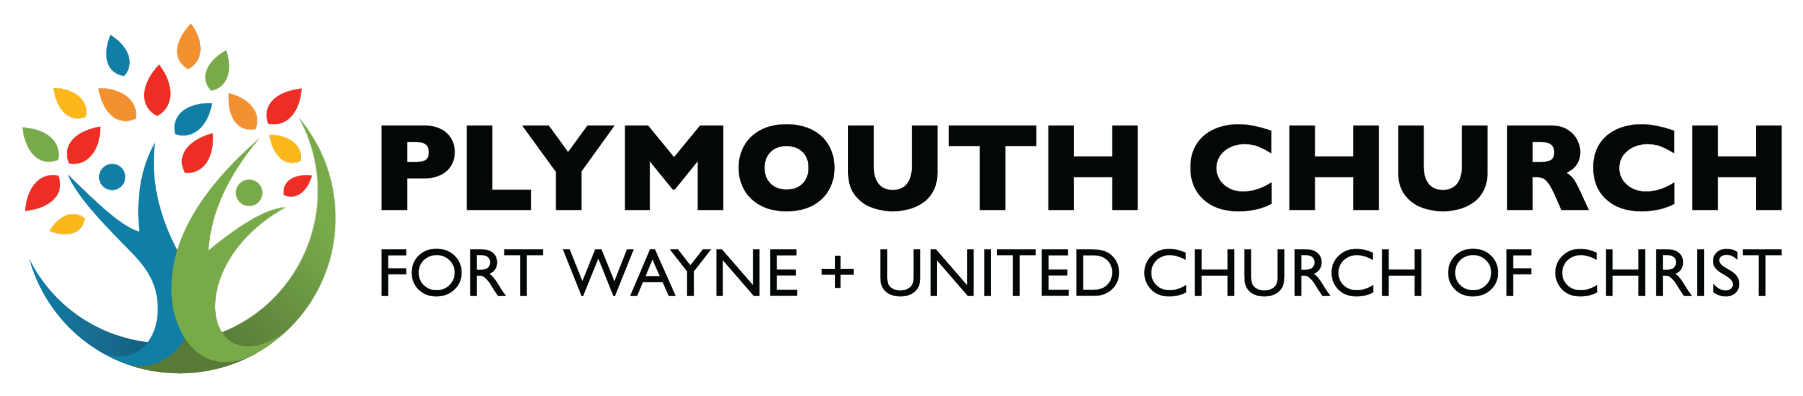 PLYMOUTH CHURCH
FORT WAYNE + UNITED CHURCH OF CHRIST